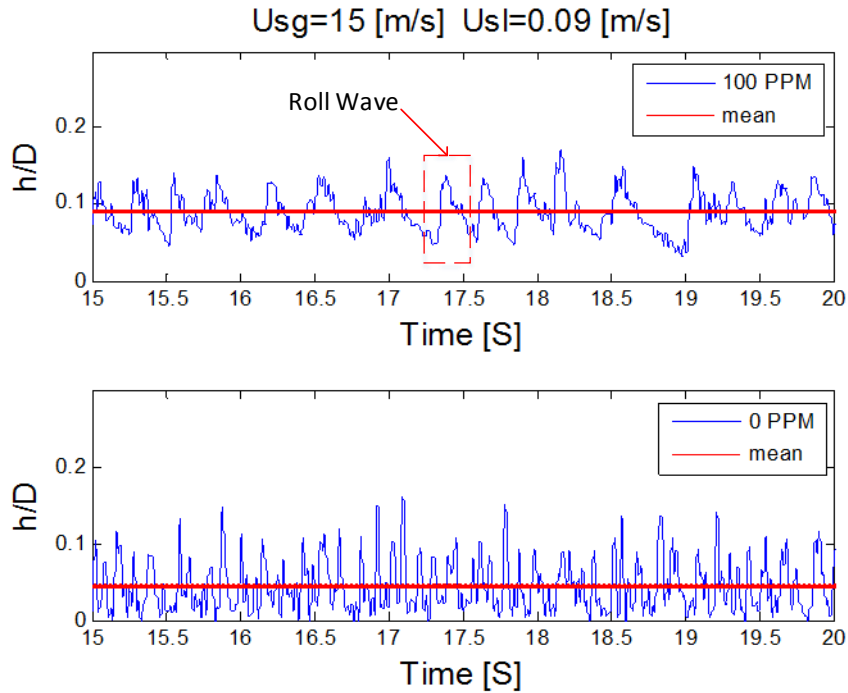 Usg=15 [m/s]  Usl=0.09 [m/s]
100 PPM
mean
Roll Wave
h/D
0.2
0.1
0
15 15.5 16 16.5 17 17.5 18 18.5 19 19.5 20
Time [S]
0 PPM
mean
h/D
0.2
0.1
0
15 15.5 16 16.5 17 17.5 18 18.5 19 19.5 20
Time [S]